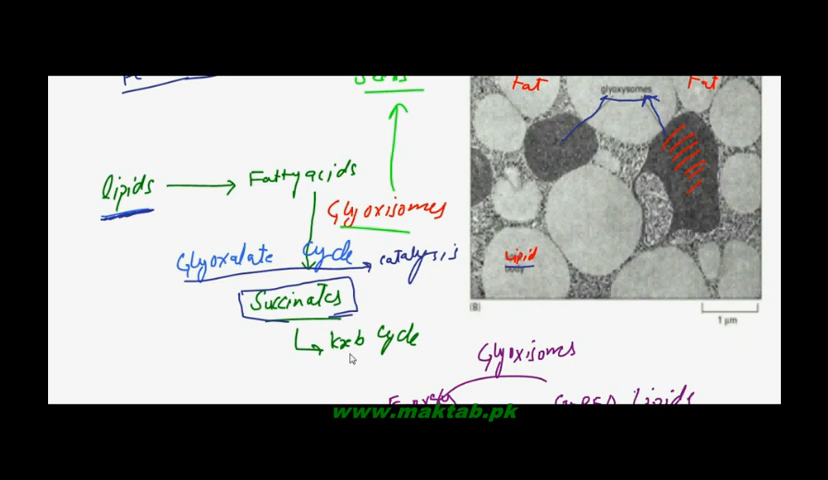 Fat
Fat
glyoxysomes
lipids
Fatty acids
Glyoxisomes
Glyoxalate Cycle
catalysis
Succinates
kxb Cycle
Lipid
body
(B)
1 μm
Glyoxisomes
lipids
www.maktab.pk